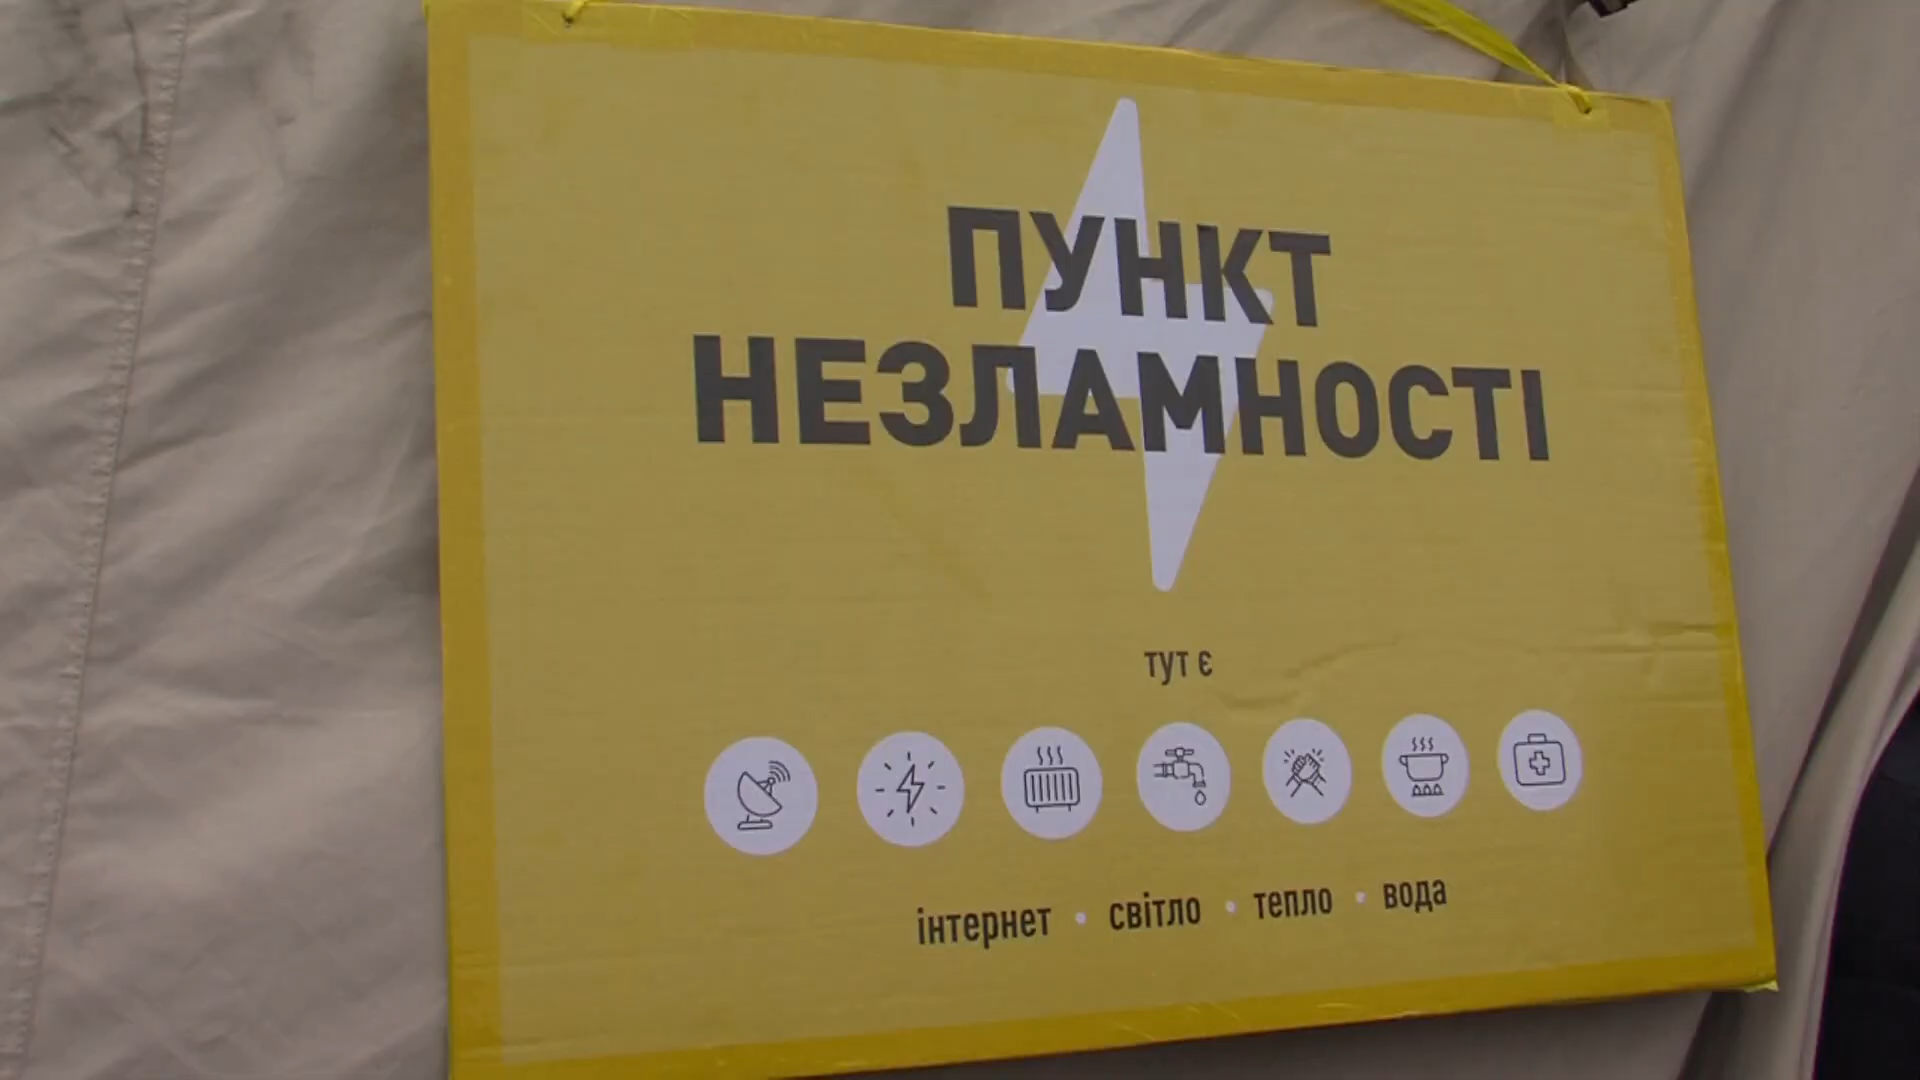 ПУНКТ
НЕЗЛАМНОСТІ
тут є
інтернет • світло • тепло • вода